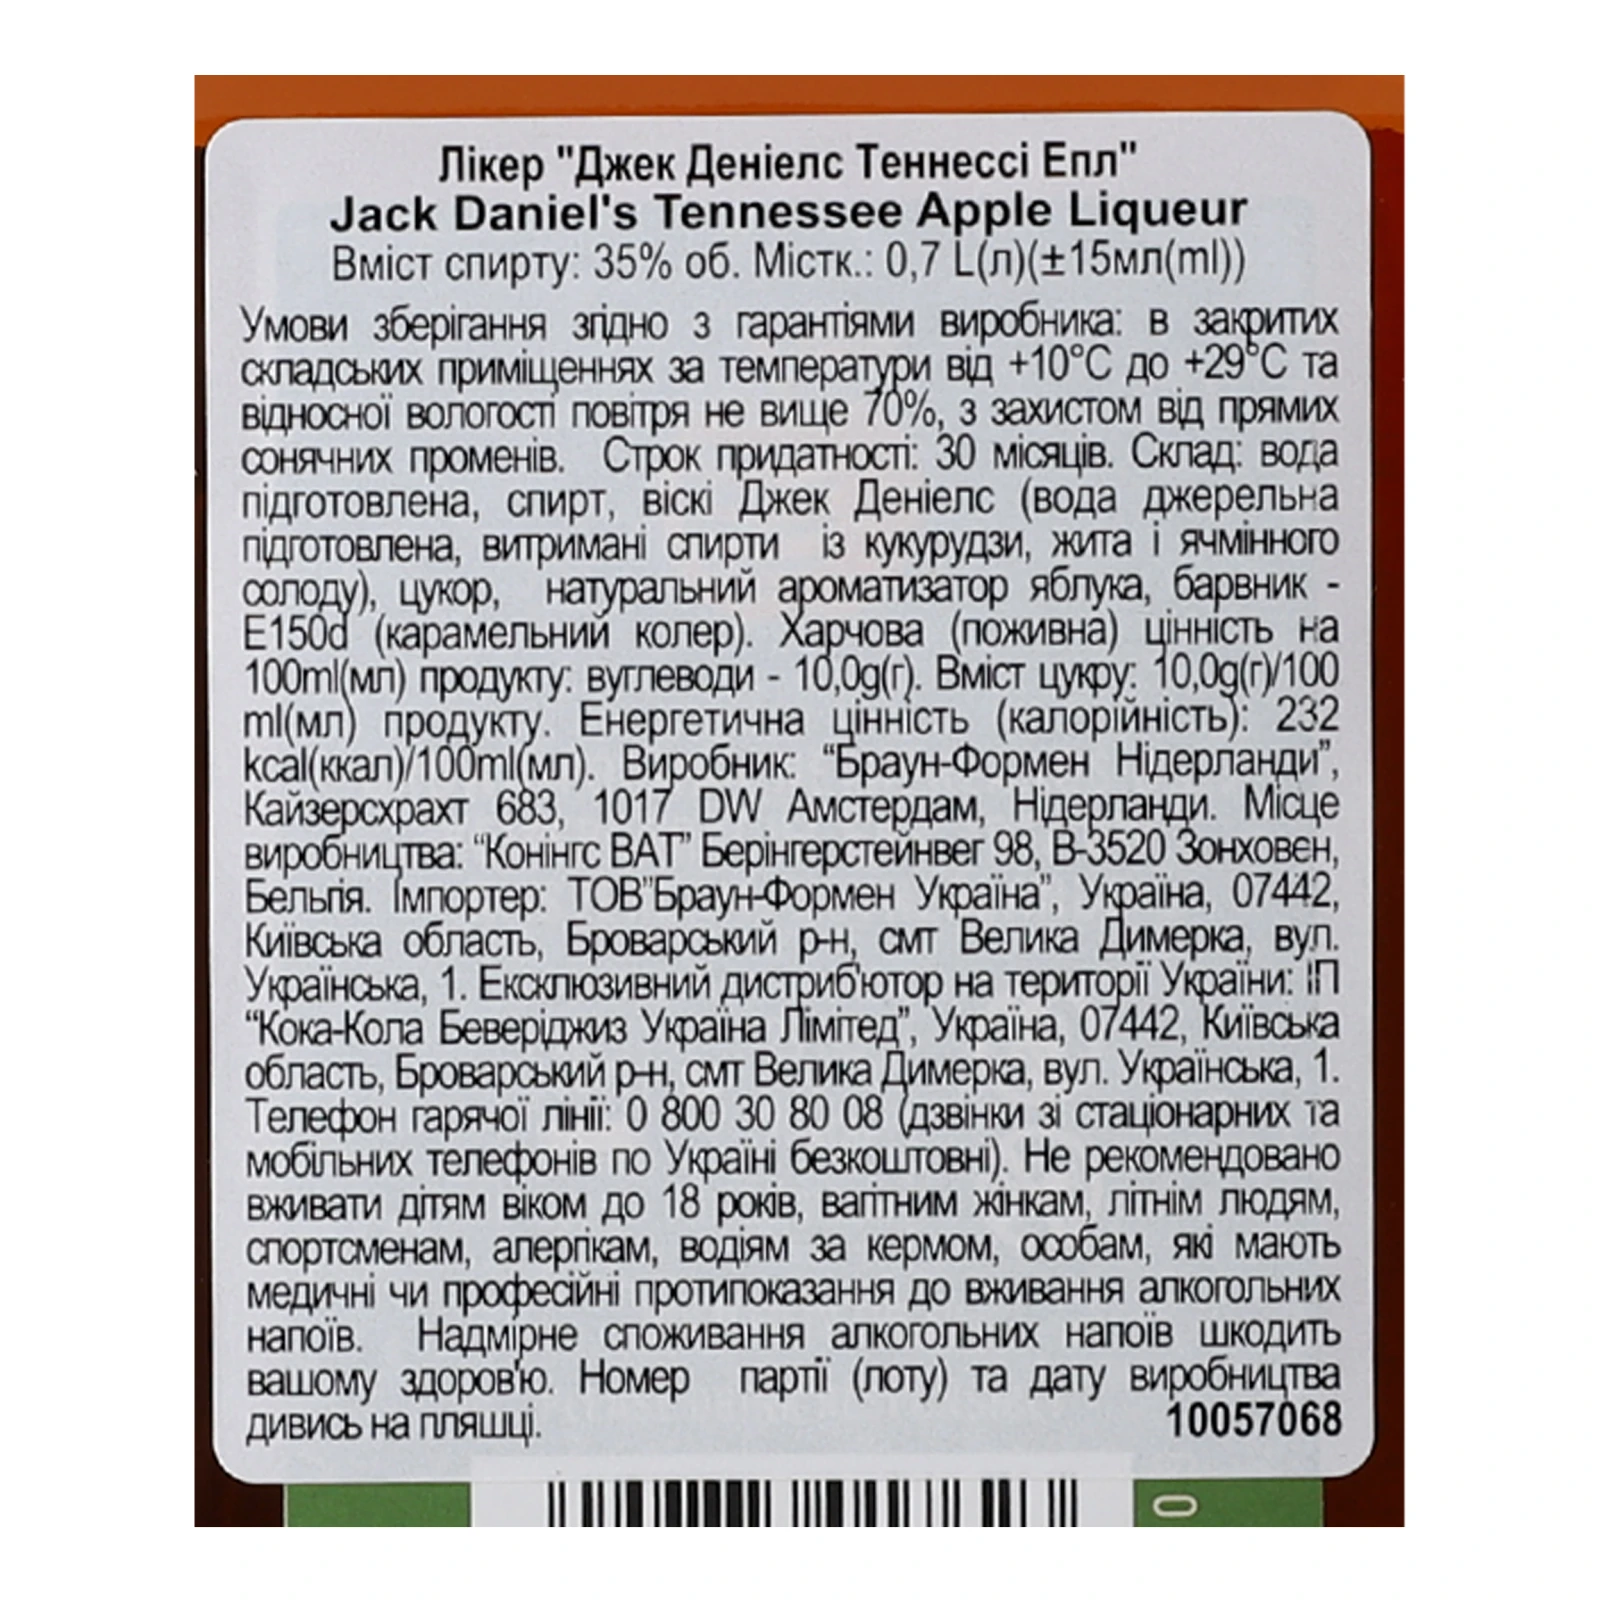 Лікер "Джек Деніелс Теннессі Епл"
Jack Daniel's Tennessee Apple Liqueur
Вміст спирту: 35% об. Містк.: 0,7 L(л)(±15мл(ml))
Умови зберігання згідно з гарантіями виробника: в закритих
складських приміщеннях за температури від +10°С до +29°С та
відносної вологості повітря не вище 70%, з захистом від прямих
сонячних променів. Строк придатності: 30 місяців. Склад: вода
підготовлена, спирт, віскі Джек Деніелс (вода джерельна
підготовлена, витримані спирти із кукурудзи, жита і ячмінного
солоду), цукор, натуральний ароматизатор яблука, барвник -
Е150d (карамельний колер). Харчова (поживна) цінність на
100ml(мл) продукту: вуглеводи - 10,0g(г). Вміст цукру: 10,0g(г)/100
ml(мл) продукту. Енергетична цінність (калорійність): 232
kcal(ккал)/100ml(мл). Виробник: “Браун-Формен Нідерланди”,
Кайзерсхрахт 683, 1017 DW Амстердам, Нідерланди. Місце
виробництва: “Конінгс ВАТ” Берінгерстейнвег 98, В-3520 Зонховен,
Бельгія. Імпортер: ТОВ”Браун-Формен Україна”, Україна, 07442,
Київська область, Броварський р-н, смт Велика Димерка, вул.
Українська, 1. Ексклюзивний дистриб'ютор на території України: ІП
“Кока-Кола Беверіджиз Україна Лімітед”, Україна, 07442, Київська
область, Броварський р-н, смт Велика Димерка, вул. Українська, 1.
Телефон гарячої лінії: 0 800 30 80 08 (дзвінки зі стаціонарних та
мобільних телефонів по Україні безкоштовні). Не рекомендовано
вживати дітям віком до 18 років, вагітним жінкам, літнім людям,
спортсменам, алергікам, водіям за кермом, особам, які мають
медичні чи професійні протипоказання до вживання алкогольних
напоїв. Надмірне споживання алкогольних напоїв шкодить
вашому здоров'ю. Номер партії (лоту) та дату виробництва
дивись на пляшці. 10057068
0